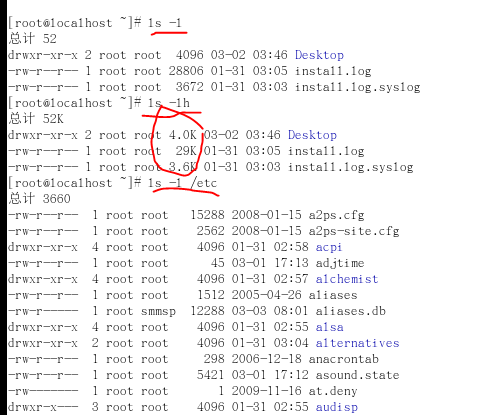 [root@localhost ~]# ls -l
总计 52
drwxr-xr-x 2 root root  4096 03-02 03:46 Desktop
-rw-r--r-- 1 root root 28806 01-31 03:05 install.log
-rw-r--r-- 1 root root  3672 01-31 03:03 install.log.syslog
[root@localhost ~]# ls -lh
总计 52K
drwxr-xr-x 2 root root 4.0K 03-02 03:46 Desktop
-rw-r--r-- 1 root root  29K 01-31 03:05 install.log
-rw-r--r-- 1 root root 3.6K 01-31 03:03 install.log.syslog
[root@localhost ~]# ls -l /etc
总计 3660
-rw-r--r--  1 root root   15288 2008-01-15 a2ps.cfg
-rw-r--r--  1 root root    2562 2008-01-15 a2ps-site.cfg
drwxr-xr-x  4 root root    4096 01-31 02:58 acpi
-rw-r--r--  1 root root      45 03-01 17:13 adjtime
drwxr-xr-x  4 root root    4096 01-31 02:57 alchemist
-rw-r--r--  1 root root    1512 2005-04-26 aliases
-rw-r-----  1 root smmsp  12288 03-03 08:01 aliases.db
drwxr-xr-x  4 root root    4096 01-31 02:55 alsa
drwxr-xr-x  2 root root    4096 01-31 03:04 alternatives
-rw-r--r--  1 root root     298 2006-12-18 anacrontab
-rw-r--r--  1 root root    5421 03-01 17:12 asound.state
-rw-------  1 root root       1 2009-11-16 at.deny
drwxr-x---  3 root root    4096 01-31 02:55 audisp